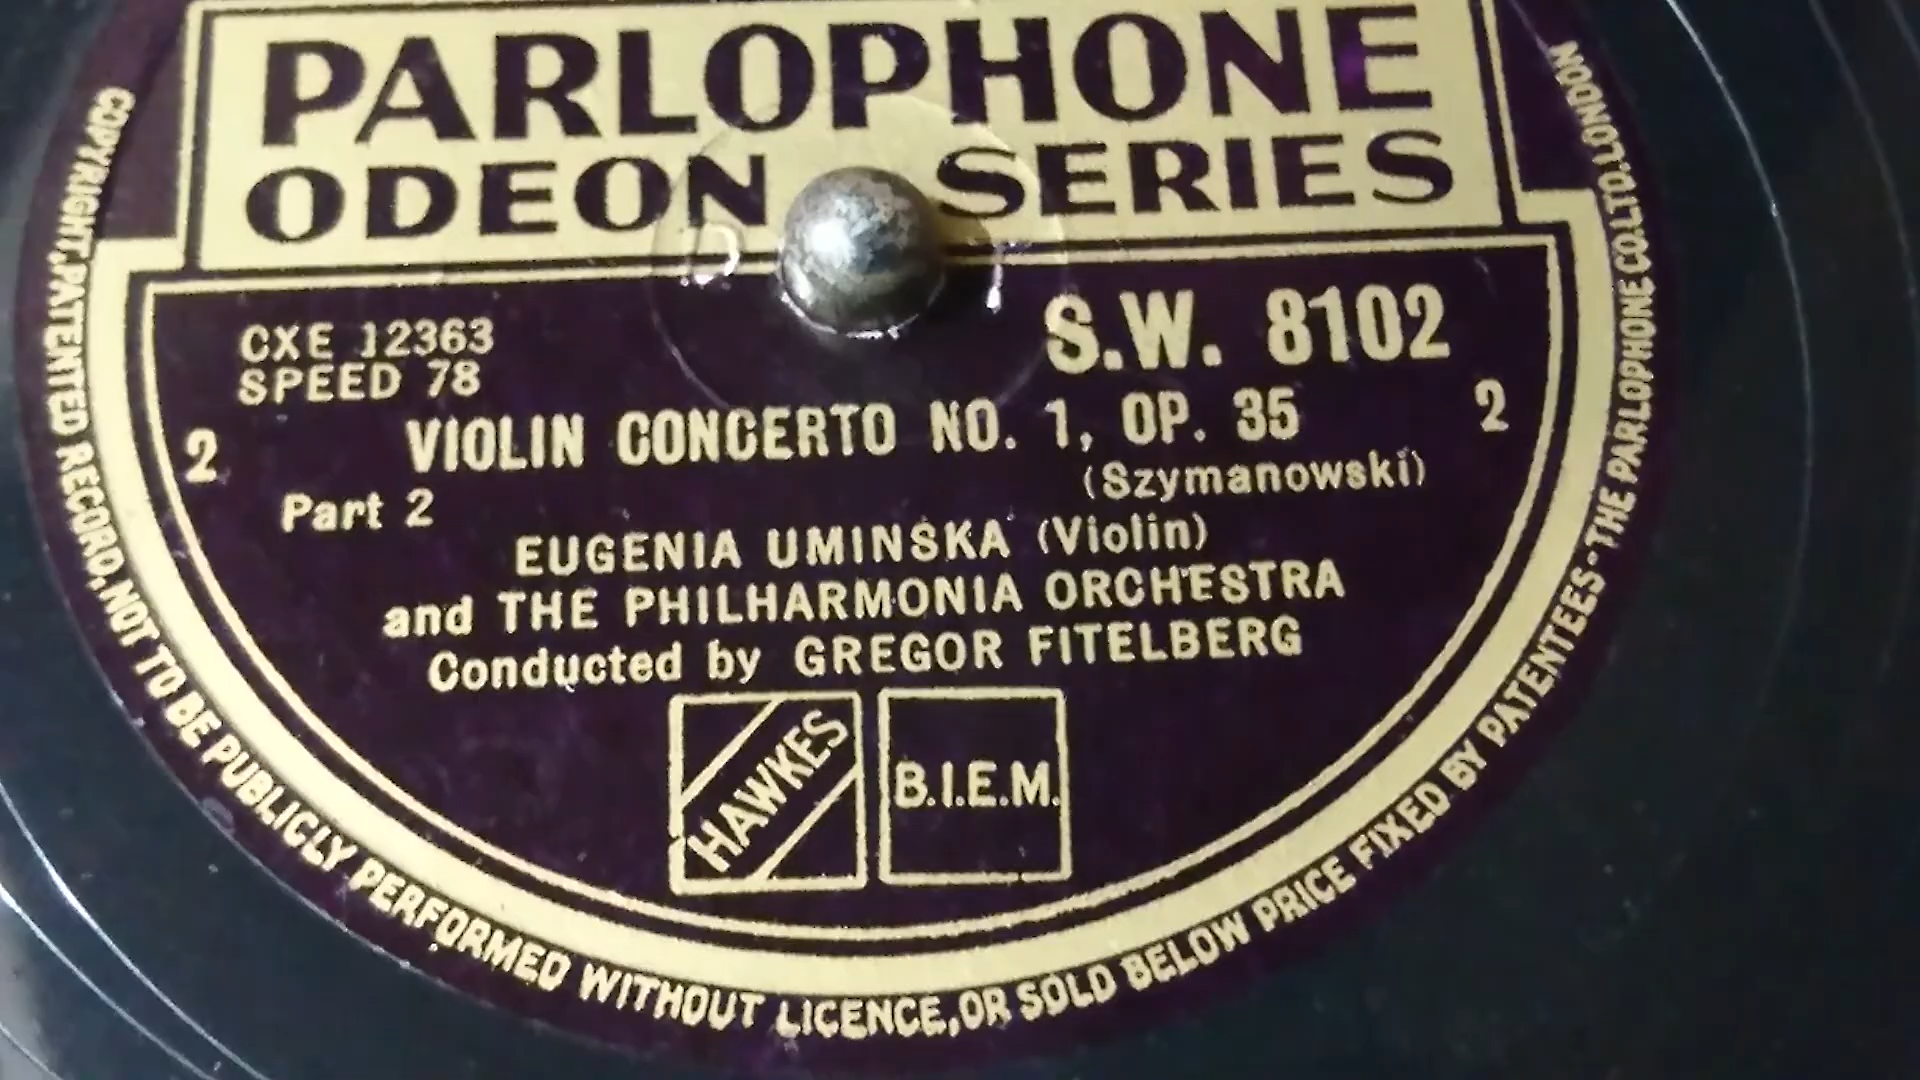 PARLOPHONE
ODEON SERIES
CXE 12363
SPEED 78
S.W. 8102
2
2
VIOLIN CONCERTO NO. 1, OP. 35
(Szymanowski)
Part 2
EUGENIA UMINSKA (Violin)
and THE PHILHARMONIA ORCHESTRA
Conducted by GREGOR FITELBERG
HAWKES
B.I.E.M.
COPYRIGHT, PATENTED RECORD, NOT TO BE PUBLICLY PERFORMED WITHOUT LICENCE, OR SOLD BELOW PRICE FIXED BY PATENTEES·THE PARLOPHONE CO. LTD. LONDON